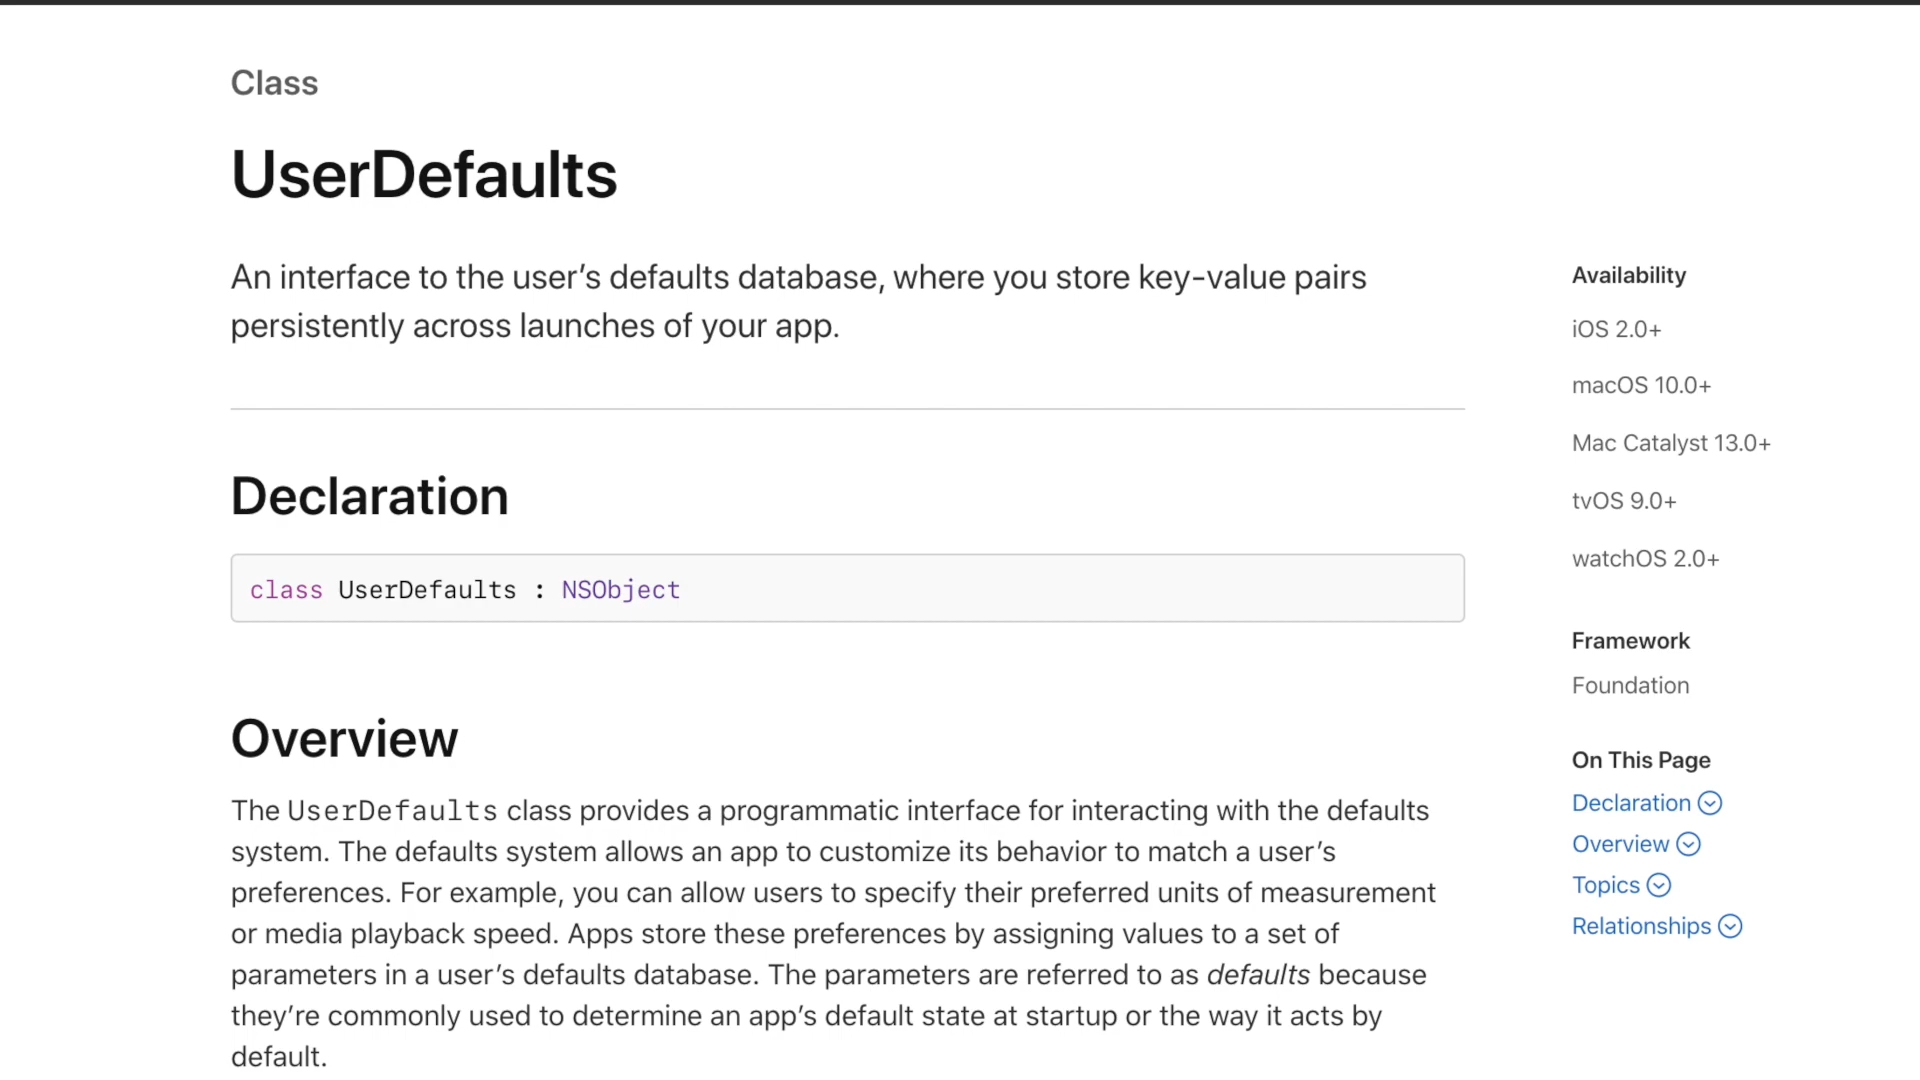 Class
UserDefaults
An interface to the user’s defaults database, where you store key-value pairs
persistently across launches of your app.
Declaration
class UserDefaults : NSObject
Overview
The UserDefaults class provides a programmatic interface for interacting with the defaults
system. The defaults system allows an app to customize its behavior to match a user’s
preferences. For example, you can allow users to specify their preferred units of measurement
or media playback speed. Apps store these preferences by assigning values to a set of
parameters in a user’s defaults database. The parameters are referred to as defaults because
they’re commonly used to determine an app’s default state at startup or the way it acts by
default.
Availability
iOS 2.0+
macOS 10.0+
Mac Catalyst 13.0+
tvOS 9.0+
watchOS 2.0+
Framework
Foundation
On This Page
Declaration
Overview
Topics
Relationships